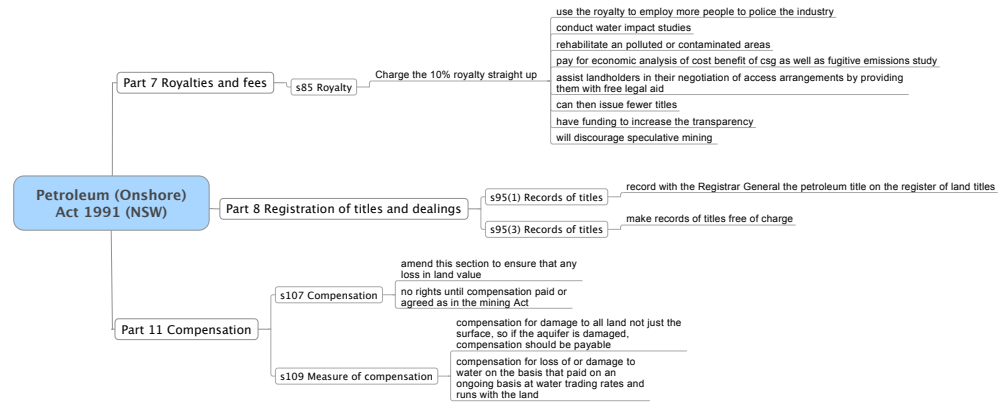 use the royalty to employ more people to police the industry
conduct water impact studies
rehabilitate an polluted or contaminated areas
pay for economic analysis of cost benefit of csg as well as fugitive emissions study
Charge the 10% royalty straight up
Part 7 Royalties and fees
s85 Royalty
assist landholders in their negotiation of access arrangements by providing
them with free legal aid
can then issue fewer titles
have funding to increase the transparency
will discourage speculative mining
Petroleum (Onshore)
Act 1991 (NSW)
Part 8 Registration of titles and dealings
s95(1) Records of titles
record with the Registrar General the petroleum title on the register of land titles
s95(3) Records of titles
make records of titles free of charge
Part 11 Compensation
s107 Compensation
amend this section to ensure that any
loss in land value
no rights until compensation paid or
agreed as in the mining Act
s109 Measure of compensation
compensation for damage to all land not just the
surface, so if the aquifer is damaged,
compensation should be payable
compensation for loss of or damage to
water on the basis that paid on an
ongoing basis at water trading rates and
runs with the land